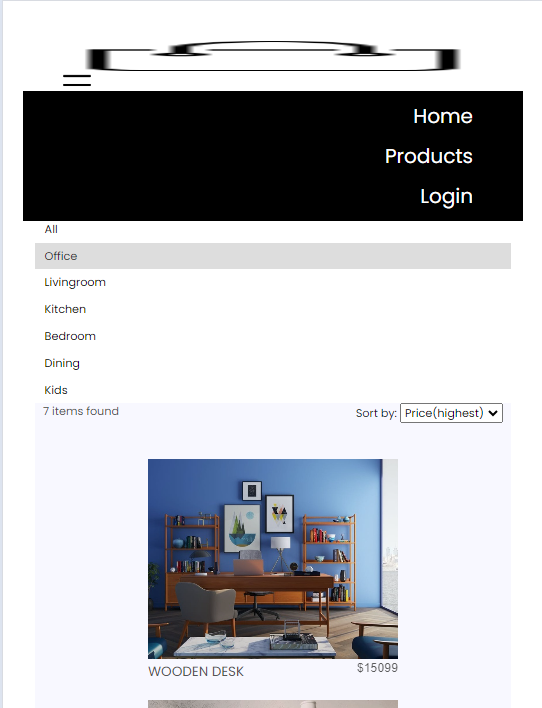 Home
Products
Login
All
Office
Livingroom
Kitchen
Bedroom
Dining
Kids
7 items found
Sort by: Price(highest)
WOODEN DESK
$15099